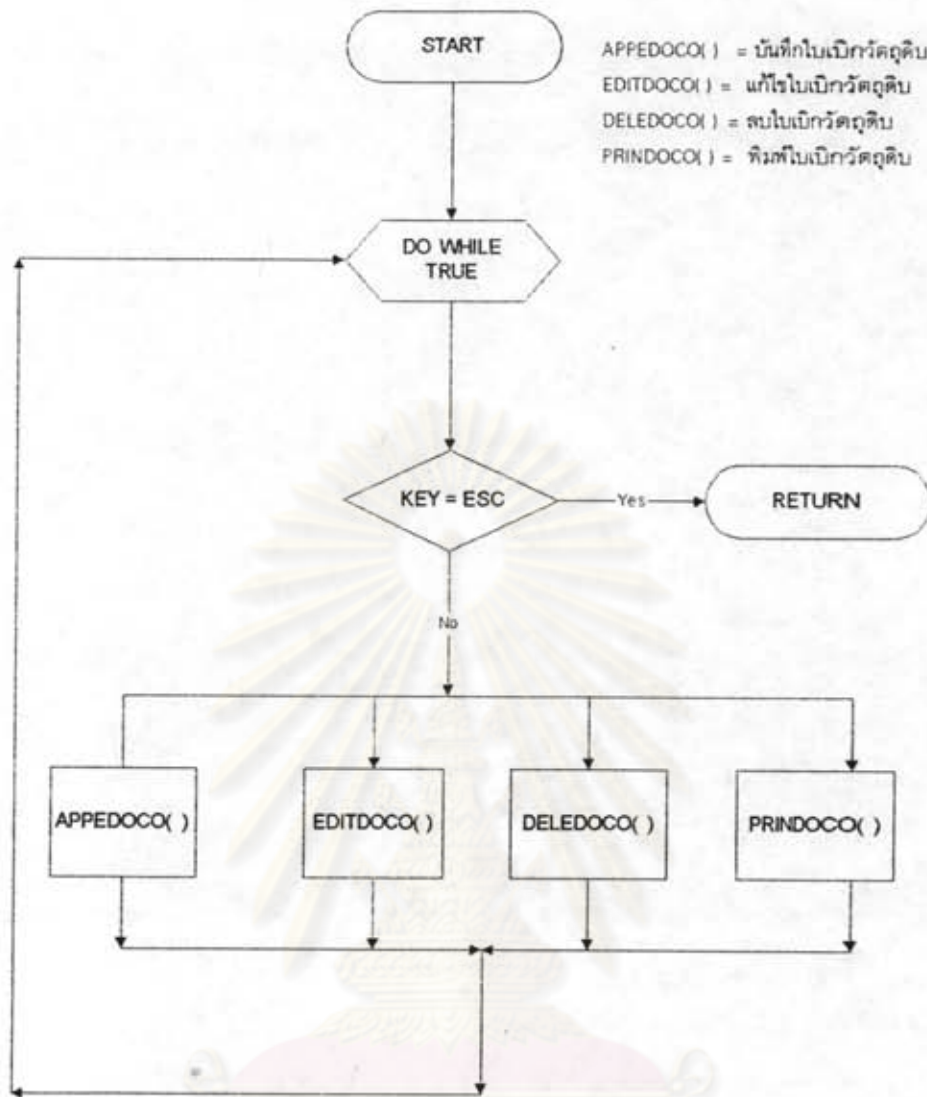 START
APPEDOCO( ) = บันทึกใบเบิกวัตถุดิบ
EDITDOCO( ) = แก้ไขใบเบิกวัตถุดิบ
DELEDOCO( ) = ลบใบเบิกวัตถุดิบ
PRINDOCO( ) = พิมพ์ใบเบิกวัตถุดิบ
DO WHILE
TRUE
KEY = ESC
Yes
RETURN
No
APPEDOCO( )
EDITDOCO( )
DELEDOCO( )
PRINDOCO( )